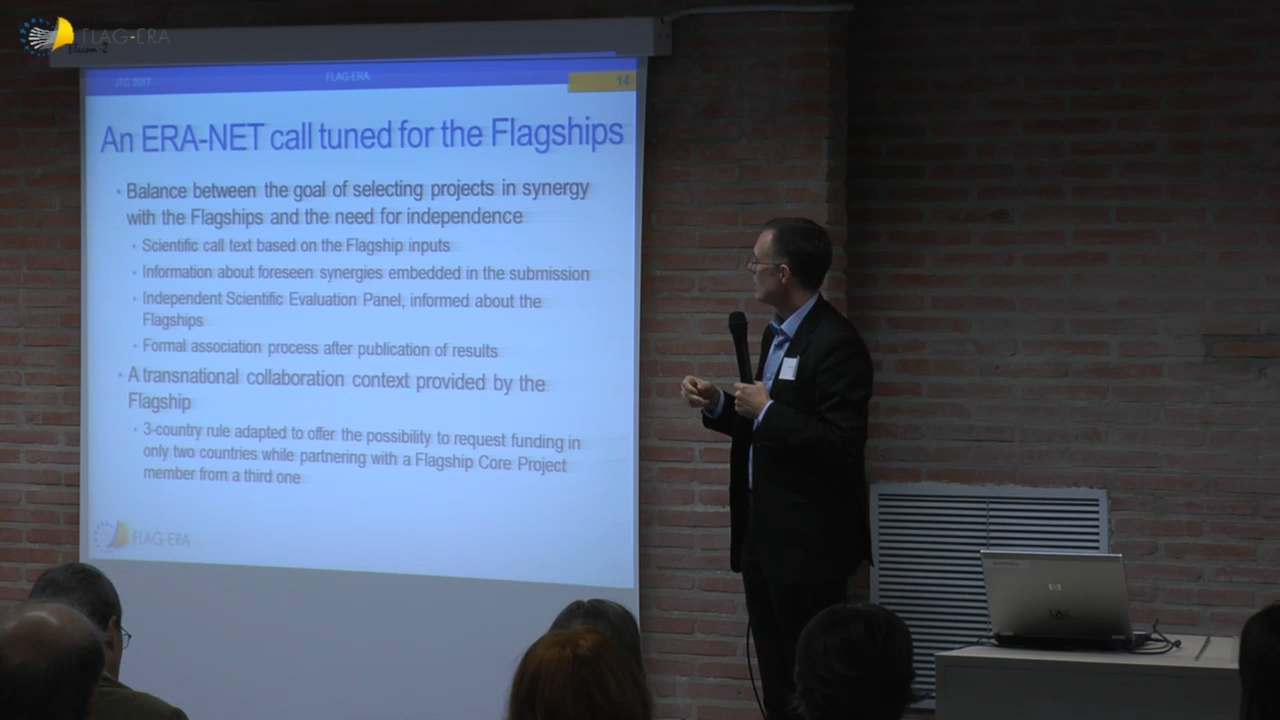 FLAG-ERA
Elecom-2
JTC 2017
FLAG-ERA
14
An ERA-NET call tuned for the Flagships
Balance between the goal of selecting projects in synergy
with the Flagships and the need for independence
Scientific call text based on the Flagship inputs
Information about foreseen synergies embedded in the submission
Independent Scientific Evaluation Panel, informed about the
Flagships
Formal association process after publication of results
A transnational collaboration context provided by the
Flagship
3-country rule adapted to offer the possibility to request funding in
only two countries while partnering with a Flagship Core Project
member from a third one
FLAG-ERA
hp